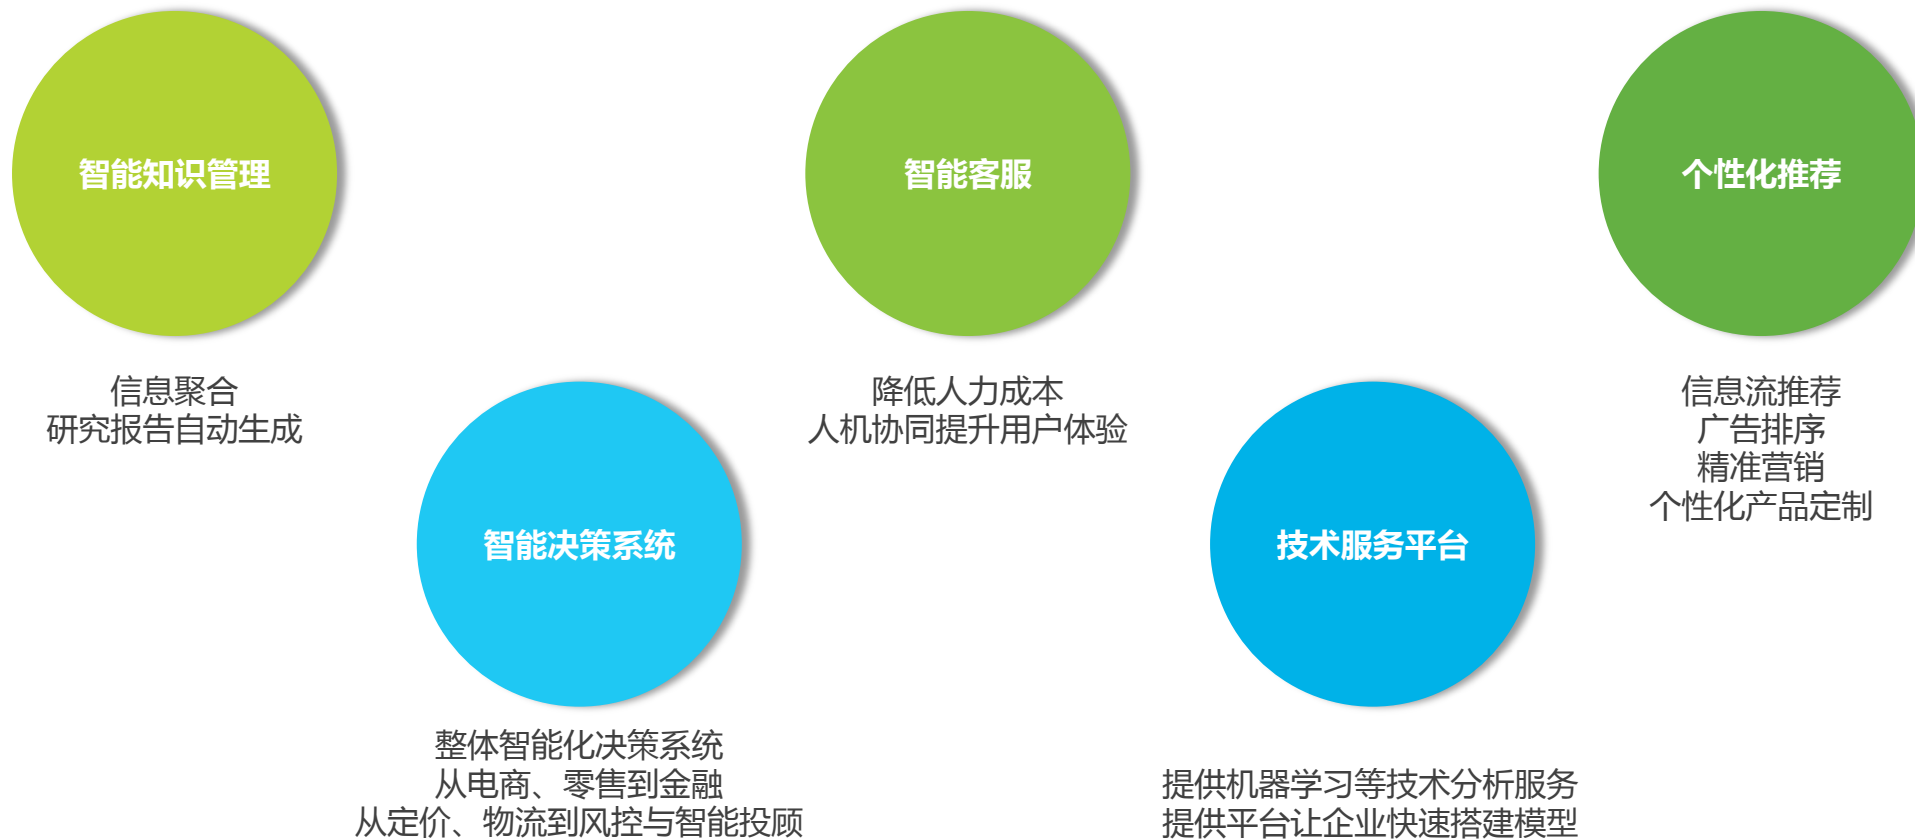 智能知识管理
信息聚合
研究报告自动生成
智能决策系统
整体智能化决策系统
从电商、零售到金融
从定价、物流到风控与智能投顾
智能客服
降低人力成本
人机协同提升用户体验
技术服务平台
提供机器学习等技术分析服务
提供平台让企业快速搭建模型
个性化推荐
信息流推荐
广告排序
精准营销
个性化产品定制